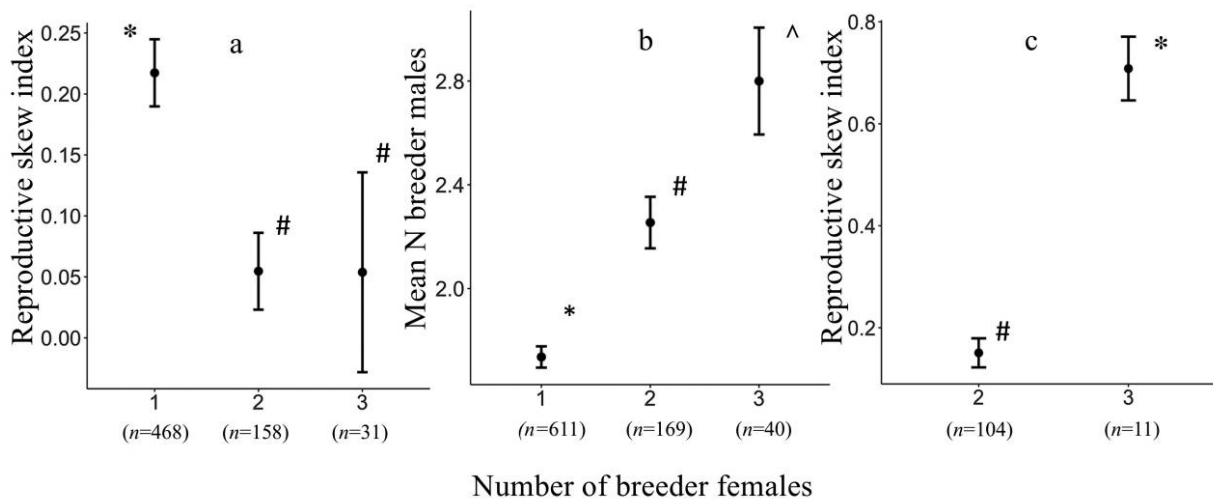 Reproductive skew index
0.25
0.20
0.15
0.10
0.05
0.00
*
a
#
#
1
2
3
(n=468)
(n=158)
(n=31)
Mean N breeder males
2.8
2.4
2.0
b
^
#
*
1
2
3
(n=611)
(n=169)
(n=40)
Reproductive skew index
0.8
0.6
0.4
0.2
c
*
#
2
3
(n=104)
(n=11)
Number of breeder females